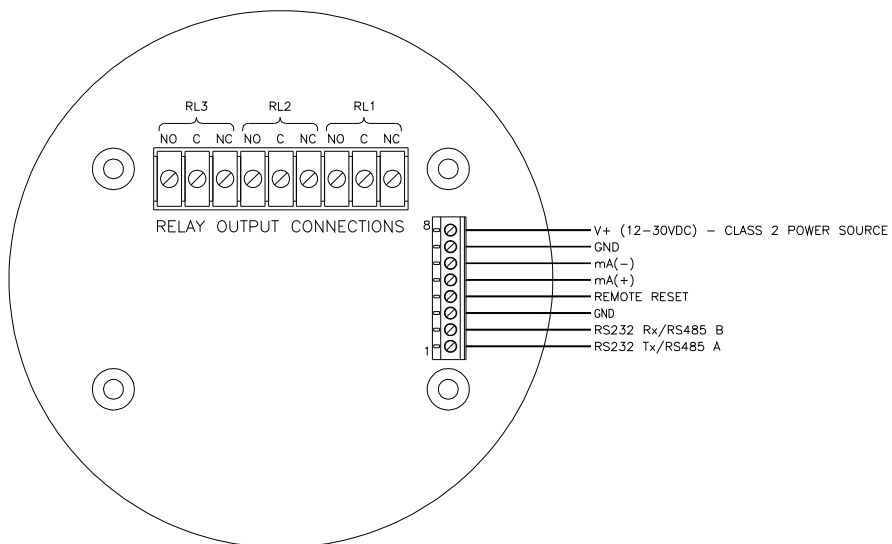 RL3 RL2 RL1
NO C NC NO C NC NO C NC
RELAY OUTPUT CONNECTIONS
8
V+ (12-30VDC) - CLASS 2 POWER SOURCE
GND
mA(-)
mA(+)
REMOTE RESET
GND
RS232 Rx/RS485 B
RS232 Tx/RS485 A
1